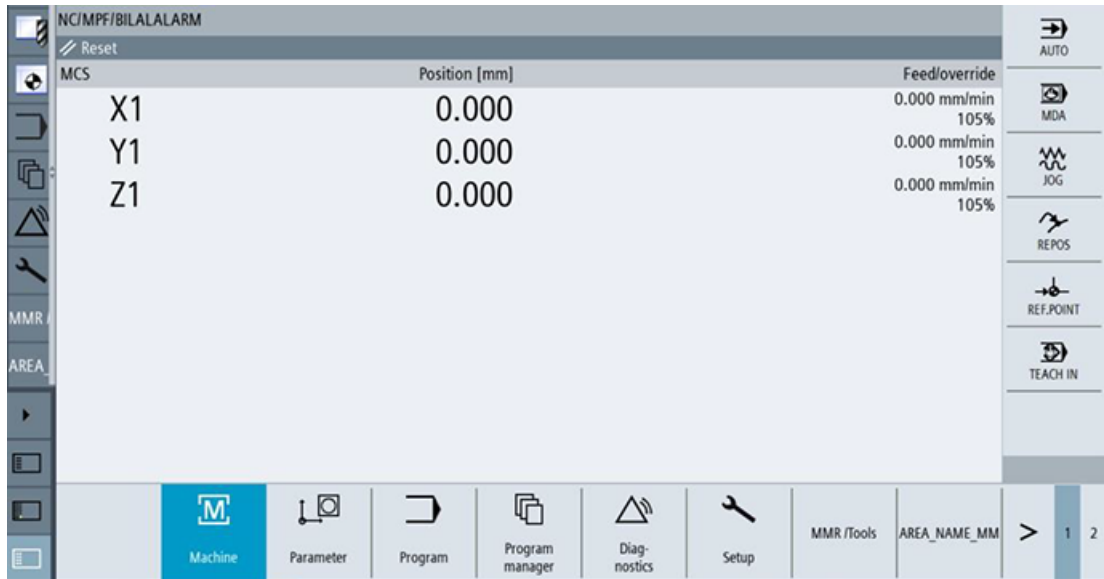 NC/MPF/BILALALARM
Reset
MCS Position [mm] Feed/override
X1 0.000 0.000 mm/min
105%
Y1 0.000 0.000 mm/min
105%
Z1 0.000 0.000 mm/min
105%
AUTO
MDA
JOG
REPOS
REF.POINT
TEACH IN
MMR /
AREA_
M
Machine
Parameter
Program
Program
manager
Diag-
nostics
Setup
MMR /Tools
AREA_NAME_MM
>
1 2